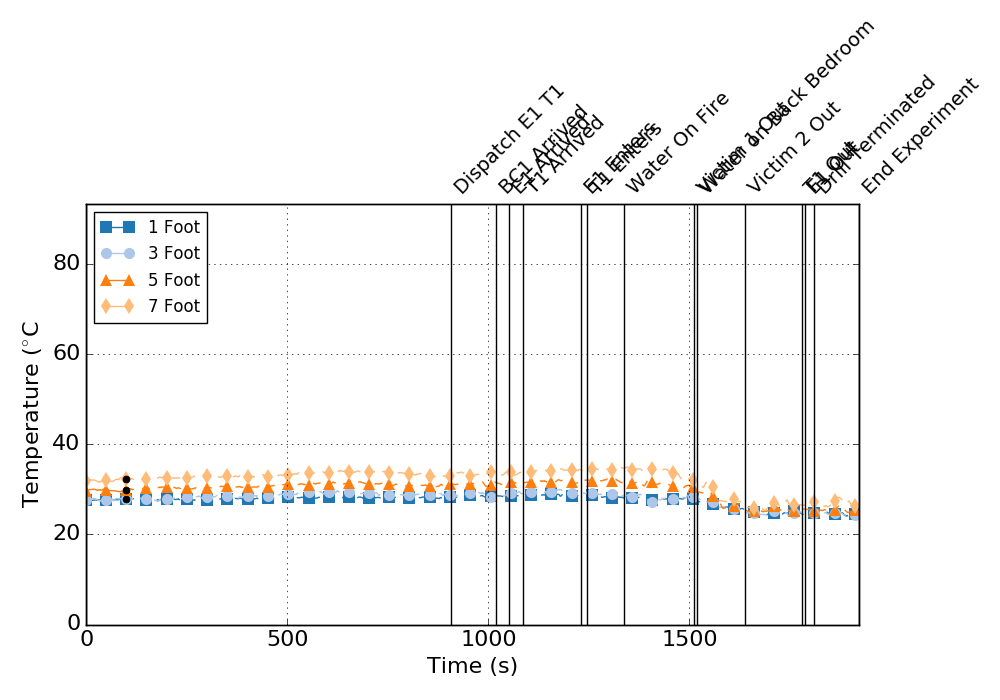 Dispatch E1 T1
BC1 Arrived
E1 Arrived
T1 Arrived
E1 Enters
T1 Enters
Water On Fire
Victim 1 Out
Water on Back Bedroom
Victim 2 Out
T1 Out
E1 Out
Drill Terminated
End Experiment
1 Foot
3 Foot
5 Foot
7 Foot
Temperature (°C
80
60
40
20
0
0 500 1000 1500
Time (s)